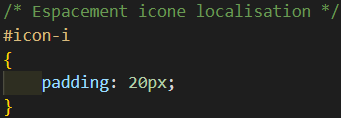 /* Espacement icone localisation */
#icon-i
{
    padding: 20px;
}